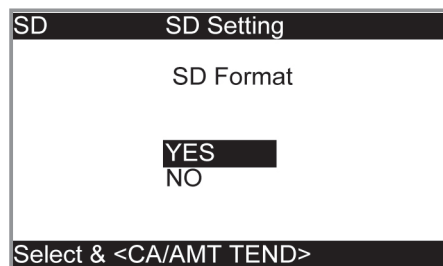 SD SD Setting
SD Format
YES
NO
Select & <CA/AMT TEND>